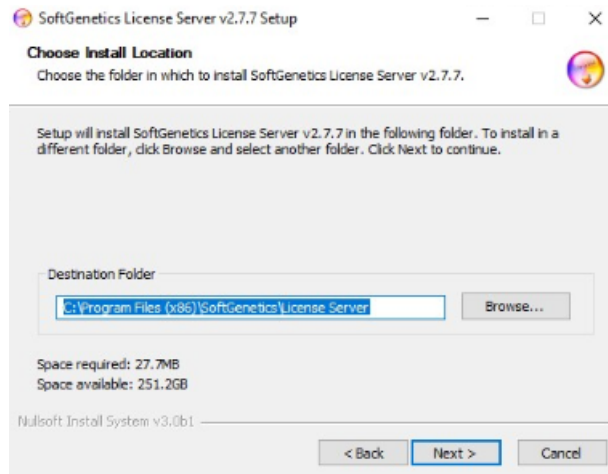 SoftGenetics License Server v2.7.7 Setup
Choose Install Location
Choose the folder in which to install SoftGenetics License Server v2.7.7.
Setup will install SoftGenetics License Server v2.7.7 in the following folder. To install in a
different folder, click Browse and select another folder. Click Next to continue.
Destination Folder
C:\Program Files (x86)\SoftGenetics\License Server
Browse...
Space required: 27.7MB
Space available: 251.2GB
Nullsoft Install System v3.0b1
< Back
Next >
Cancel